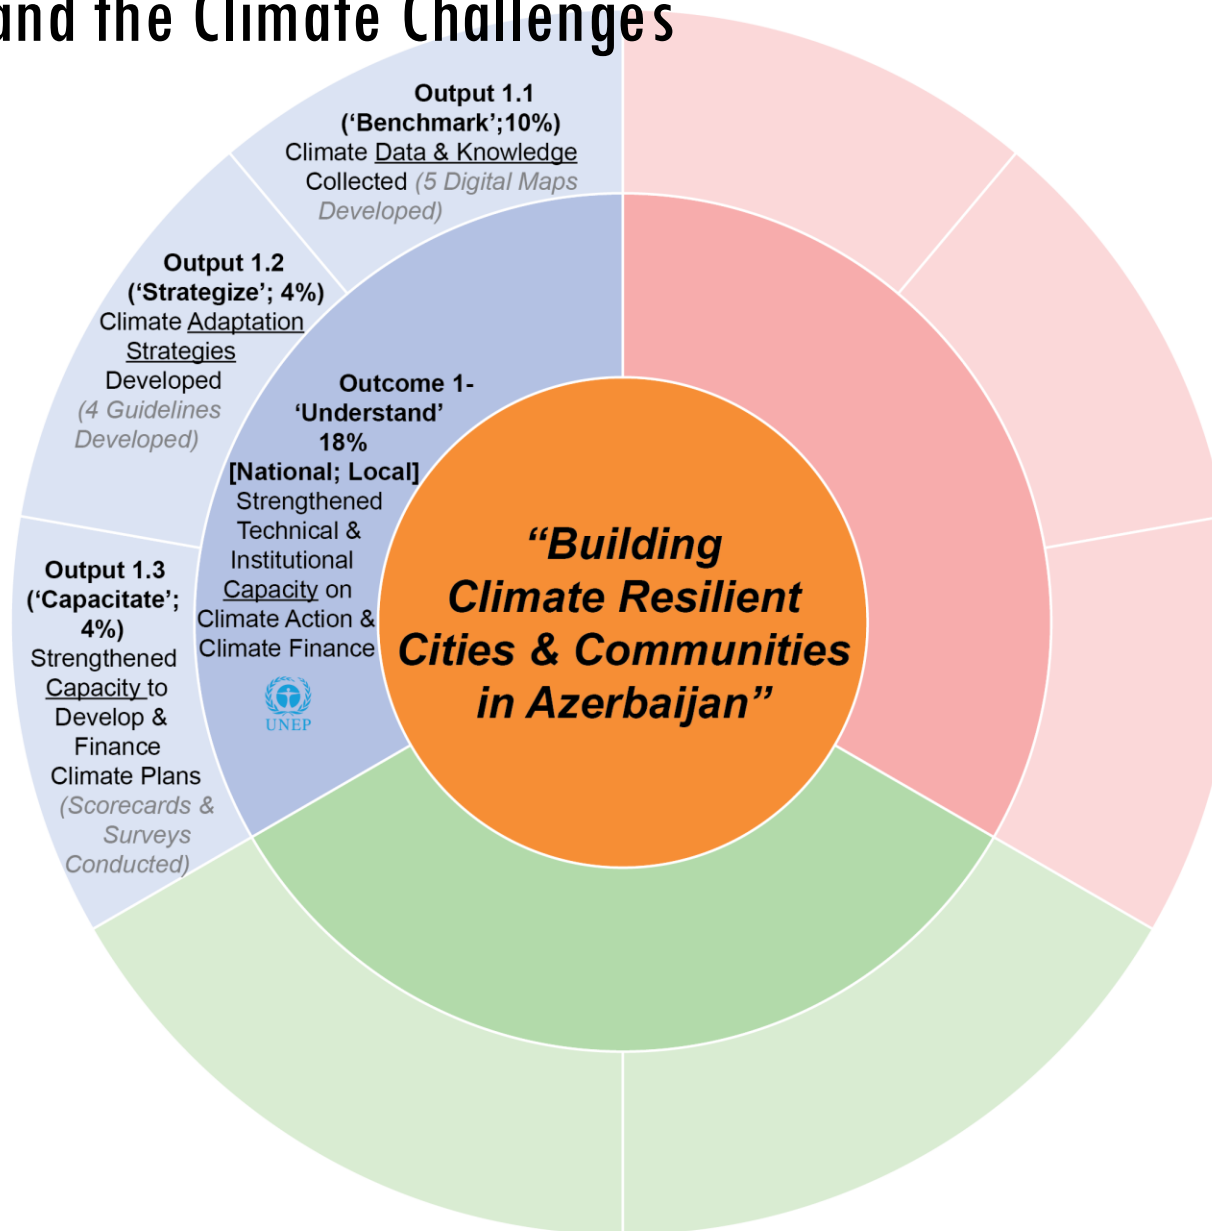 and the Climate Challenges
Output 1.1
(‘Benchmark’;10%)
Climate Data & Knowledge
Collected (5 Digital Maps
Developed)
Output 1.2
(‘Strategize’; 4%)
Climate Adaptation
Strategies
Developed
(4 Guidelines
Developed)
Outcome 1-
‘Understand’
18%
[National; Local]
Strengthened
Technical &
Institutional
Capacity on
Climate Action &
Climate Finance
UNEP
Output 1.3
(‘Capacitate’;
4%)
Strengthened
Capacity to
Develop &
Finance
Climate Plans
(Scorecards &
Surveys
Conducted)
“Building
Climate Resilient
Cities & Communities
in Azerbaijan”